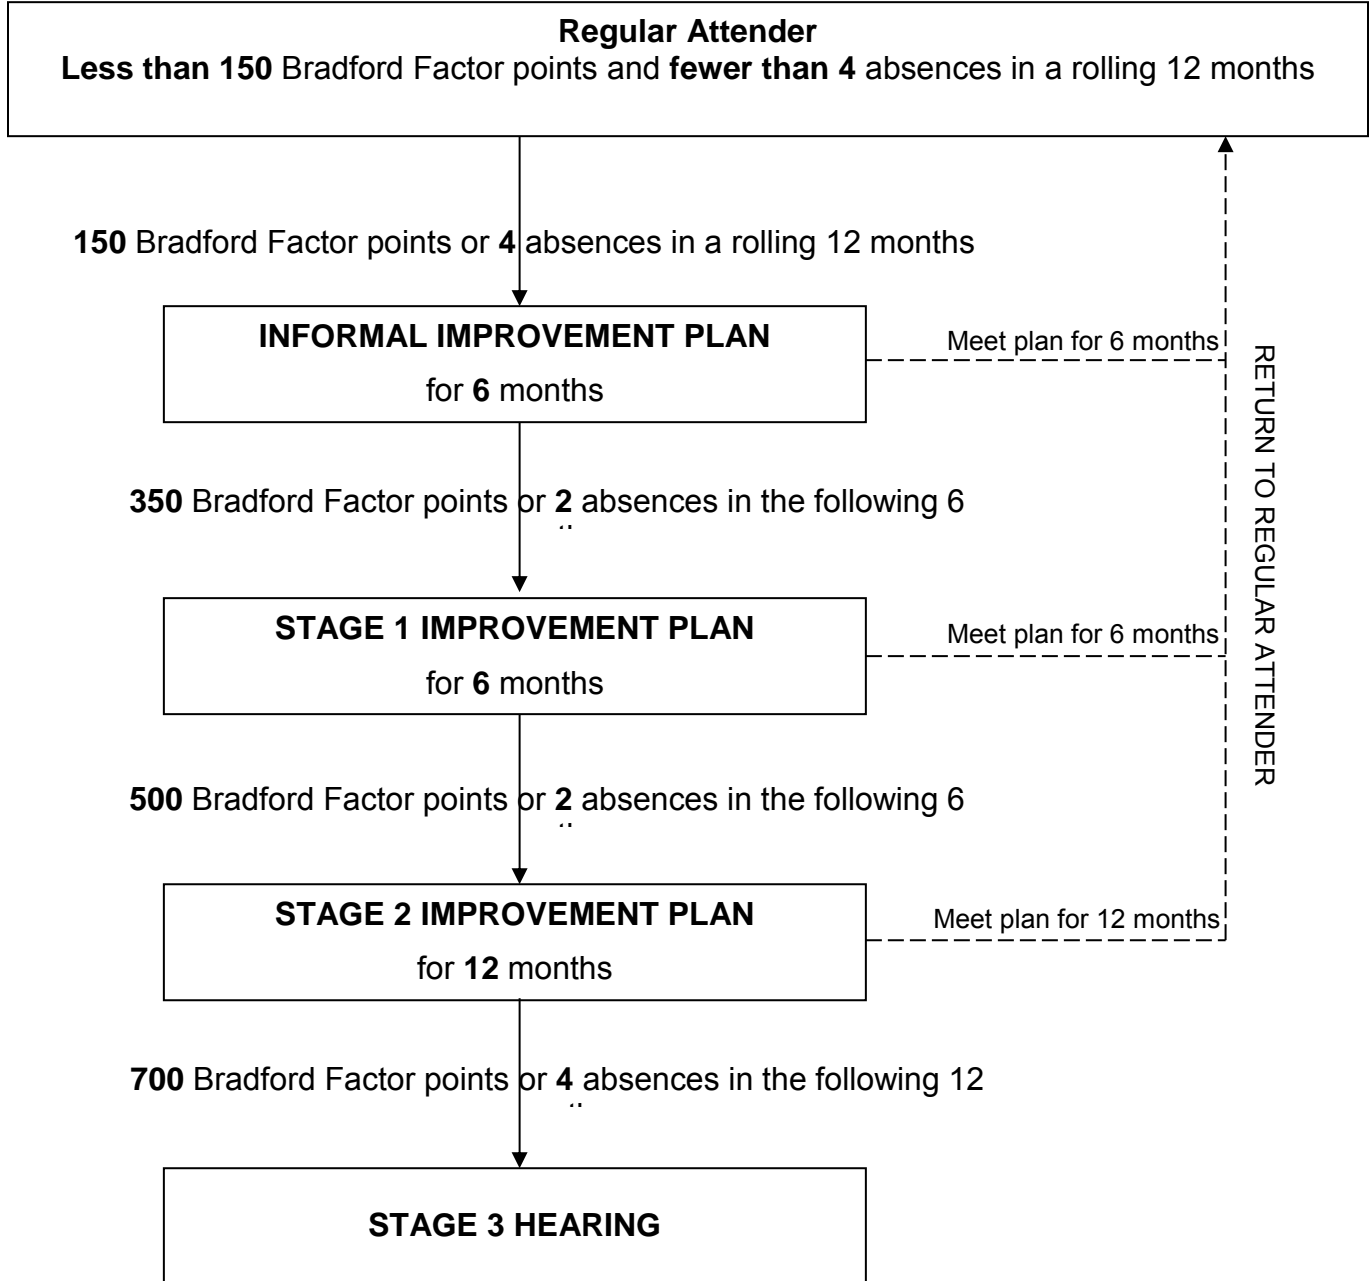 Regular Attender
Less than 150 Bradford Factor points and fewer than 4 absences in a rolling 12 months
150 Bradford Factor points or 4 absences in a rolling 12 months
INFORMAL IMPROVEMENT PLAN
for 6 months
Meet plan for 6 months
350 Bradford Factor points or 2 absences in the following 6
STAGE 1 IMPROVEMENT PLAN
for 6 months
Meet plan for 6 months
RETURN TO REGULAR ATTENDER
500 Bradford Factor points or 2 absences in the following 6
STAGE 2 IMPROVEMENT PLAN
for 12 months
Meet plan for 12 months
700 Bradford Factor points or 4 absences in the following 12
STAGE 3 HEARING